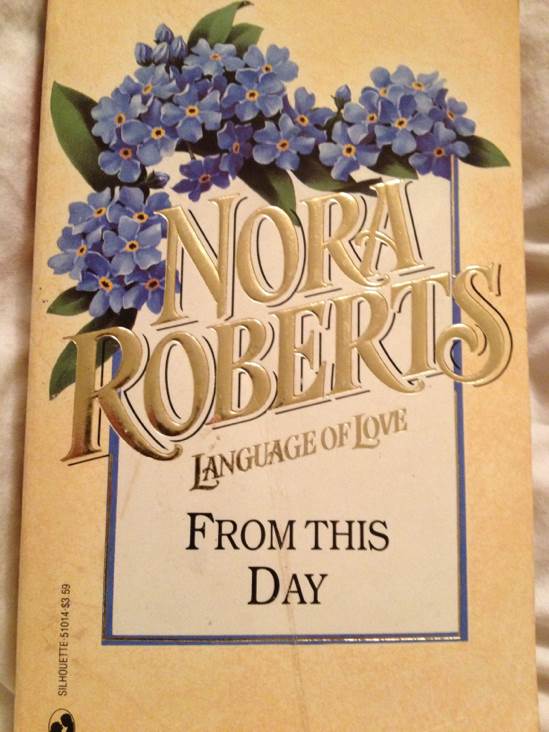 NORA
ROBERTS
LANGUAGE OF LOVE
FROM THIS
DAY
SILHOUETTE·51014·$3.59